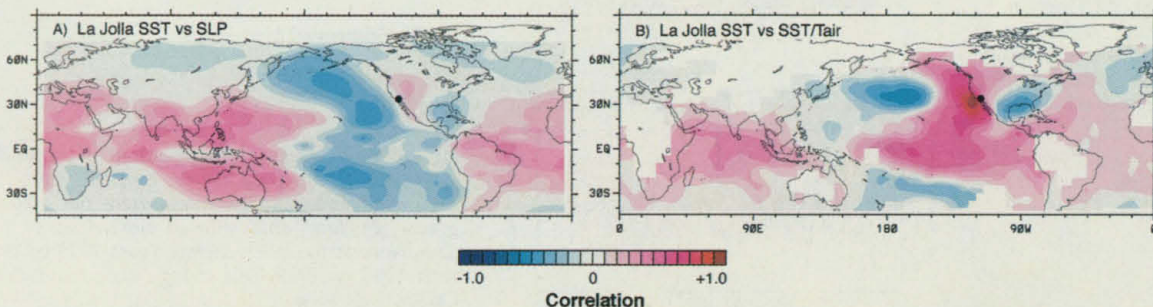 A) La Jolla SST vs SLP
B) La Jolla SST vs SST/Tair
60N
30N
EQ
30S
60N
30N
EQ
30S
0
90E
180
90W
0
-1.0
0
+1.0
Correlation